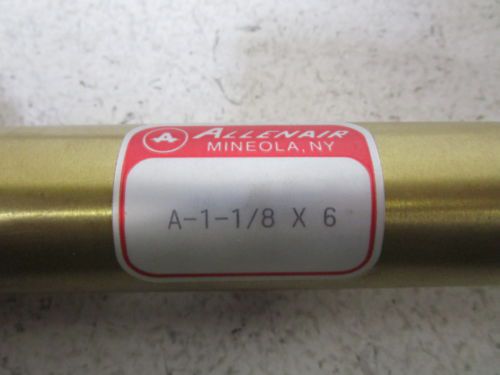 A ALLENAIR
MINEOLA, NY
A-1-1/8 X 6